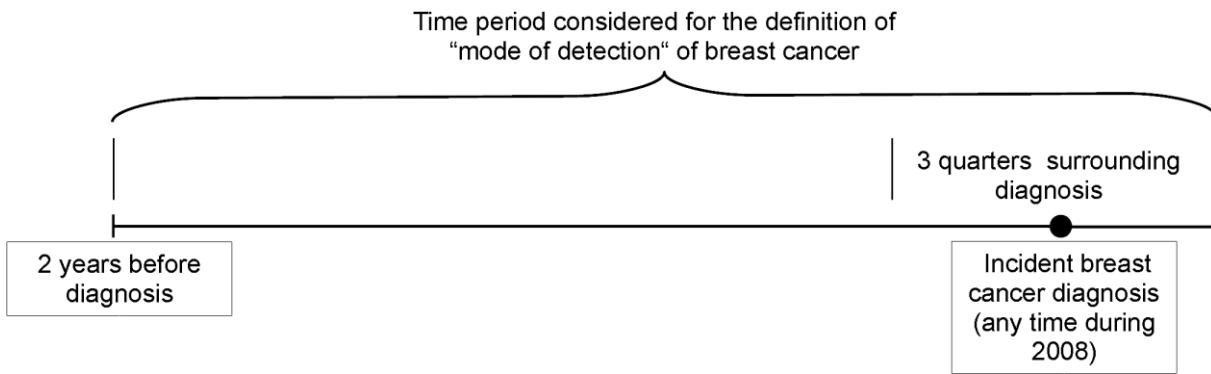 Time period considered for the definition of
“mode of detection“ of breast cancer
3 quarters surrounding
diagnosis
2 years before
diagnosis
Incident breast
cancer diagnosis
(any time during
2008)